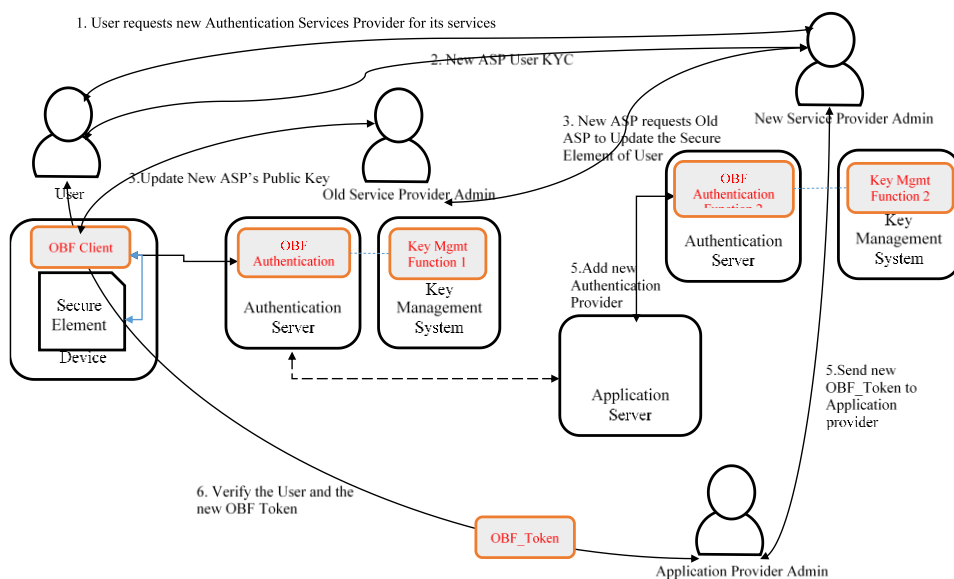 1. User requests new Authentication Services Provider for its services
2. New ASP User KYC
New Service Provider Admin
3. New ASP requests Old
ASP to Update the Secure
Element of User
User
3.Update New ASP's Public Key
Old Service Provider Admin
OBF
Authentication
Function 2
Authentication
Server
Key Mgmt
Function 2
Key
Management
System
OBF Client
Secure
Element
Device
OBF
Authentication
Authentication
Server
Key Mgmt
Function 1
Key
Management
System
5.Add new
Authentication
Provider
Application
Server
5.Send new
OBF_Token to
Application
provider
6. Verify the User and the
new OBF Token
OBF_Token
Application Provider Admin